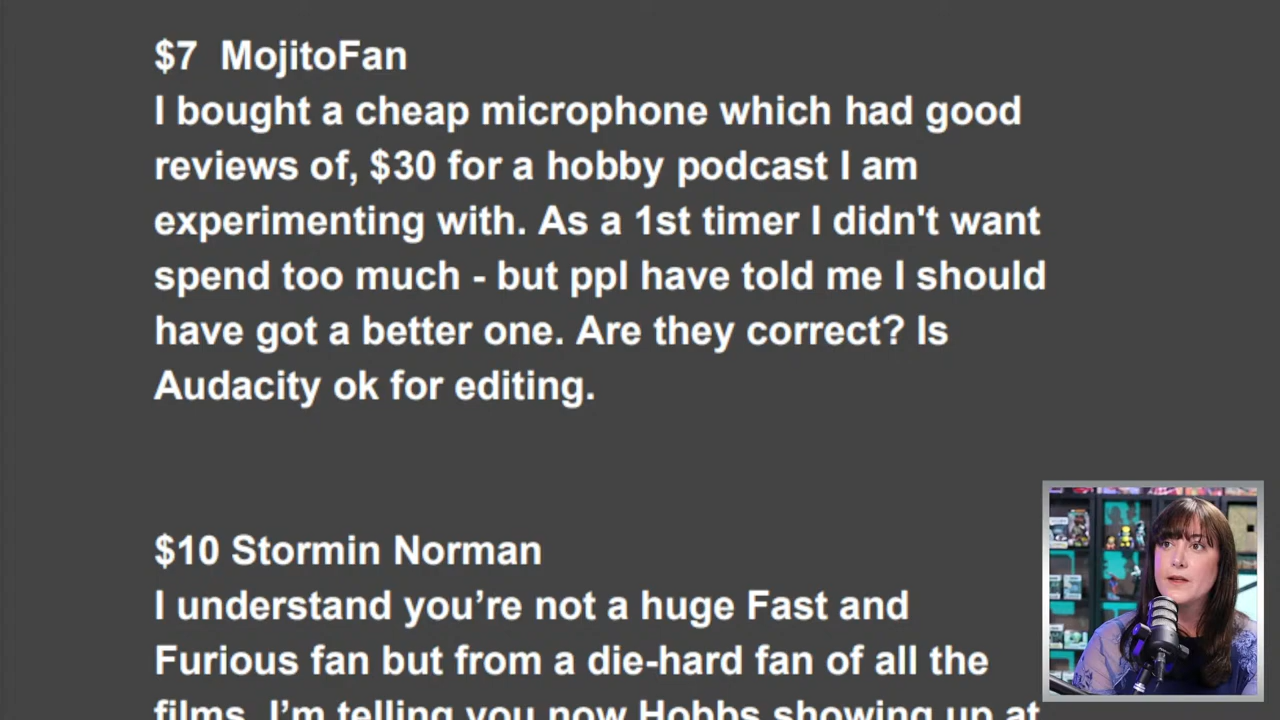 $7 MojitoFan
I bought a cheap microphone which had good
reviews of, $30 for a hobby podcast I am
experimenting with. As a 1st timer I didn't want
spend too much - but ppl have told me I should
have got a better one. Are they correct? Is
Audacity ok for editing.
$10 Stormin Norman
I understand you’re not a huge Fast and
Furious fan but from a die-hard fan of all the
films, I’m telling you now Hobbs showing up at